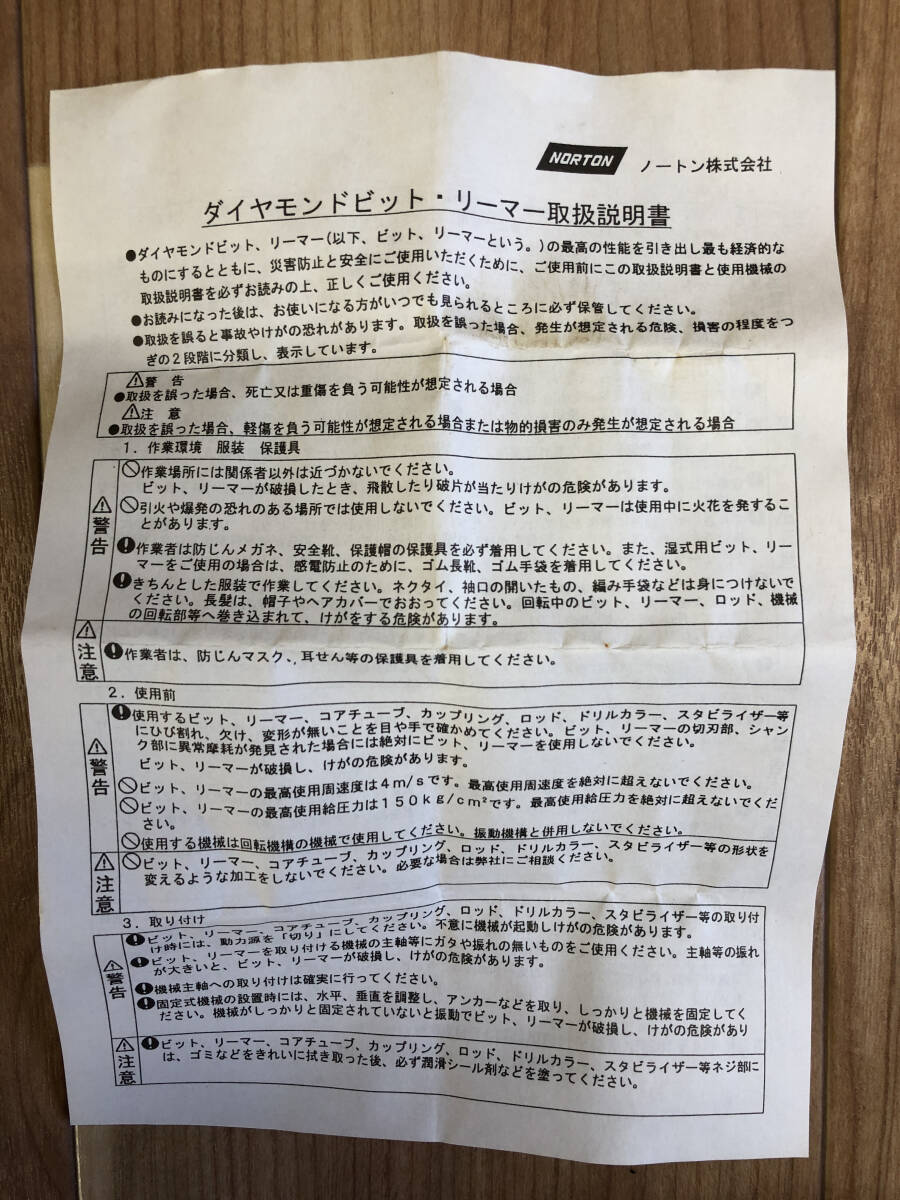 NORTON ノートン株式会社
ダイヤモンドビット・リーマー取扱説明書
●ダイヤモンドビット、リーマー(以下、ビット、リーマーという。)の最高の性能を引き出し最も経済的な
ものにするとともに、災害防止と安全にご使用いただくために、ご使用前にこの取扱説明書と使用機械の
取扱説明書を必ずお読みの上、正しくご使用ください。
●お読みになった後は、お使いになる方がいつでも見られるところに必ず保管してください。
●取扱を誤ると事故やけがの恐れがあります。取扱を誤った場合、発生が想定される危険、損害の程度をつ
ぎの2段階に分類し、表示しています。
⚠警 告
●取扱を誤った場合、死亡又は重傷を負う可能性が想定される場合
⚠注 意
●取扱を誤った場合、軽傷を負う可能性が想定される場合または物的損害のみ発生が想定される場合
1.作業環境 服装 保護具
⚠警告
作業場所には関係者以外は近づかないでください。
ビット、リーマーが破損したとき、飛散したり破片が当たりけがの危険があります。
引火や爆発の恐れのある場所では使用しないでください。ビット、リーマーは使用中に火花を発するこ
とがあります。
作業者は防じんメガネ、安全靴、保護帽の保護具を必ず着用してください。また、湿式用ビット、リー
マーをご使用の場合は、感電防止のために、ゴム長靴、ゴム手袋を着用してください。
きちんとした服装で作業してください。ネクタイ、袖口の開いたもの、編み手袋などは身につけないで
ください。長髪は、帽子やヘアカバーでおおってください。回転中のビット、リーマー、ロッド、機械
の回転部等へ巻き込まれて、けがをする危険があります。
⚠注意
作業者は、防じんマスク、,耳せん等の保護具を着用してください。
2.使用前
⚠警告
使用するビット、リーマー、コアチューブ、カップリング、ロッド、ドリルカラー、スタビライザー等
にひび割れ、欠け、変形が無いことを目や手で確かめてください。ビット、リーマーの切刃部、シャン
ク部に異常摩耗が発見された場合には絶対にビット、リーマーを使用しないでください。
ビット、リーマーが破損し、けがの危険があります。
ビット、リーマーの最高使用周速度は4m/sです。最高使用周速度を絶対に超えないでください。
ビット、リーマーの最高使用給圧力は150kg/cm²です。最高使用給圧力を絶対に超えないでくだ
さい。
使用する機械は回転機構の機械で使用してください。振動機構と併用しないでください。
⚠注意
ビット、リーマー、コアチューブ、カップリング、ロッド、ドリルカラー、スタビライザー等の形状を
変えるような加工をしないでください。必要な場合は弊社にご相談ください。
3.取り付け
⚠警告
ビット、リーマー、コアチューブ、カップリング、ロッド、ドリルカラー、スタビライザー等の取り付
け時には、動力源を「切り」にしてください。不意に機械が起動しけがの危険があります。
ビット、リーマーを取り付ける機械の主軸等にガタや振れの無いものをご使用ください。主軸等の振れ
が大きいと、ビット、リーマーが破損し、けがの危険があります。
機械主軸への取り付けは確実に行ってください。
固定式機械の設置時には、水平、垂直を調整し、アンカーなどを取り、しっかりと機械を固定してく
ださい。機械がしっかりと固定されていないと振動でビット、リーマーが破損し、けがの危険があり
⚠注意
ビット、リーマー、コアチューブ、カップリング、ロッド、ドリルカラー、スタビライザー等ネジ部に
は、ゴミなどをきれいに拭き取った後、必ず潤滑シール剤などを塗ってください。